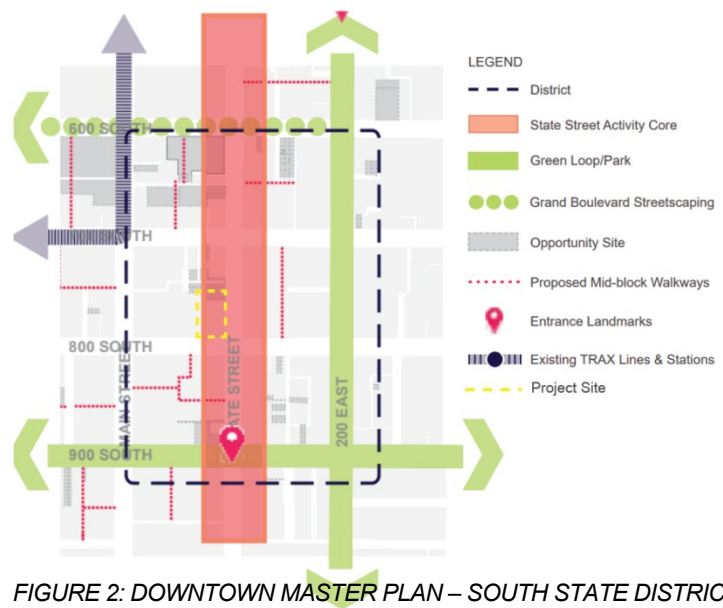 LEGEND
District
State Street Activity Core
Green Loop/Park
Grand Boulevard Streetscaping
Opportunity Site
Proposed Mid-block Walkways
Entrance Landmarks
Existing TRAX Lines & Stations
Project Site
600 SOUTH
SOUTH
800 SOUTH
900 SOUTH
MAIN STREET
ATE STREET
200 EAST
FIGURE 2: DOWNTOWN MASTER PLAN – SOUTH STATE DISTRIC